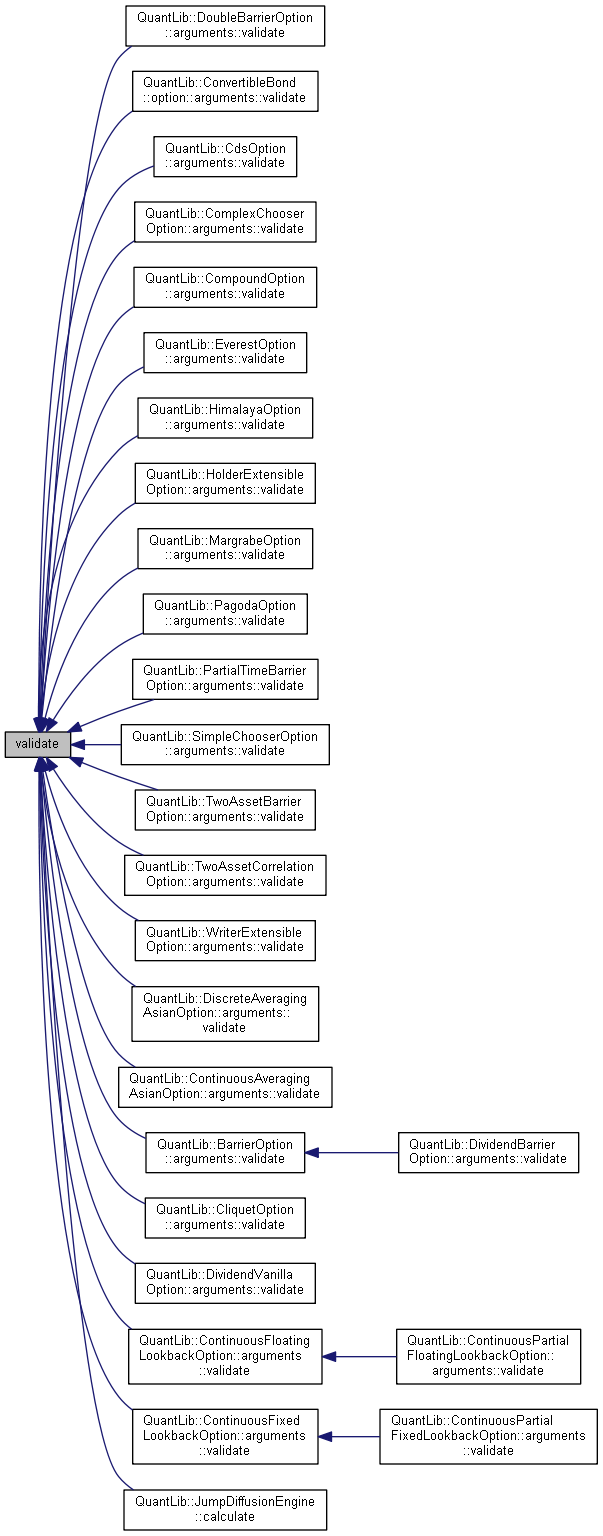 QuantLib::DoubleBarrierOption
::arguments::validate
QuantLib::ConvertibleBond
::option::arguments::validate
QuantLib::CdsOption
::arguments::validate
QuantLib::ComplexChooser
Option::arguments::validate
QuantLib::CompoundOption
::arguments::validate
QuantLib::EverestOption
::arguments::validate
QuantLib::HimalayaOption
::arguments::validate
QuantLib::HolderExtensible
Option::arguments::validate
QuantLib::MargrabeOption
::arguments::validate
QuantLib::PagodaOption
::arguments::validate
QuantLib::PartialTimeBarrier
Option::arguments::validate
validate
QuantLib::SimpleChooserOption
::arguments::validate
QuantLib::TwoAssetBarrier
Option::arguments::validate
QuantLib::TwoAssetCorrelation
Option::arguments::validate
QuantLib::WriterExtensible
Option::arguments::validate
QuantLib::DiscreteAveraging
AsianOption::arguments::
validate
QuantLib::ContinuousAveraging
AsianOption::arguments::validate
QuantLib::BarrierOption
::arguments::validate
QuantLib::DividendBarrier
Option::arguments::validate
QuantLib::CliquetOption
::arguments::validate
QuantLib::DividendVanilla
Option::arguments::validate
QuantLib::ContinuousFloating
LookbackOption::arguments
::validate
QuantLib::ContinuousPartial
FloatingLookbackOption::
arguments::validate
QuantLib::ContinuousFixed
LookbackOption::arguments
::validate
QuantLib::ContinuousPartial
FixedLookbackOption::arguments
::validate
QuantLib::JumpDiffusionEngine
::calculate